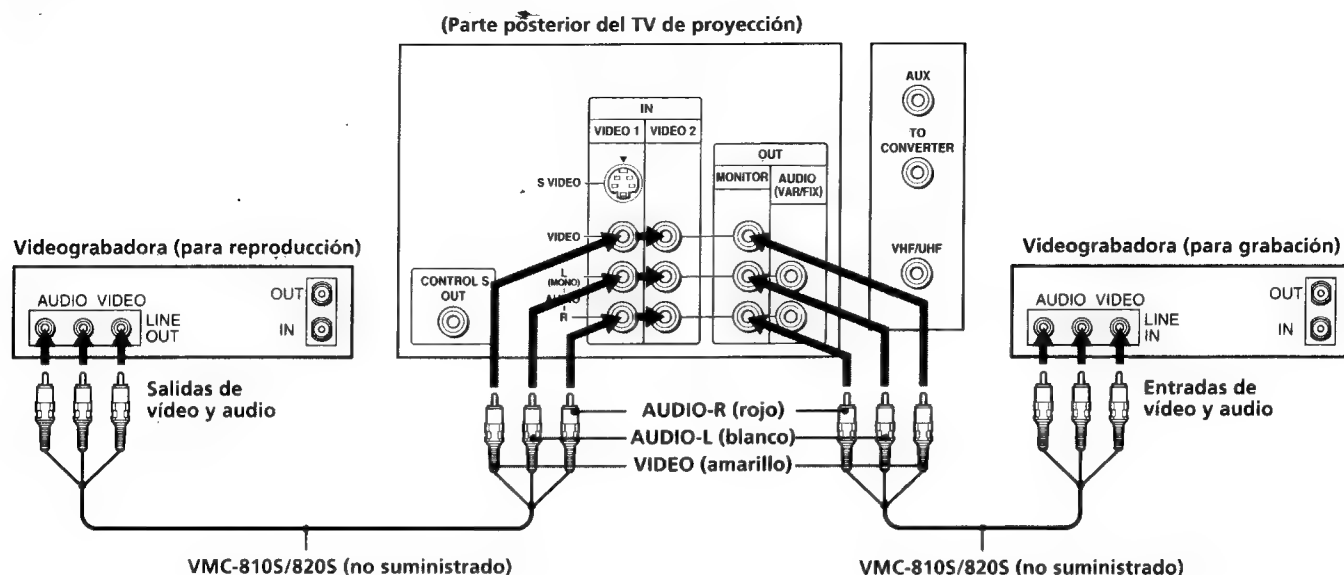 (Parte posterior del TV de proyección)
AUX
TO
CONVERTER
VHF/UHF
IN
VIDEO 1 VIDEO 2
OUT
MONITOR AUDIO
(VAR/FIX)
S VIDEO
VIDEO
L
(MONO)
AUDIO
R
CONTROL S
OUT
Videograbadora (para reproducción)
AUDIO VIDEO
LINE
OUT
OUT
IN
Salidas de
vídeo y audio
Videograbadora (para grabación)
AUDIO VIDEO
LINE
IN
OUT
IN
Entradas de
vídeo y audio
AUDIO-R (rojo)
AUDIO-L (blanco)
VIDEO (amarillo)
VMC-810S/820S (no suministrado)
VMC-810S/820S (no suministrado)